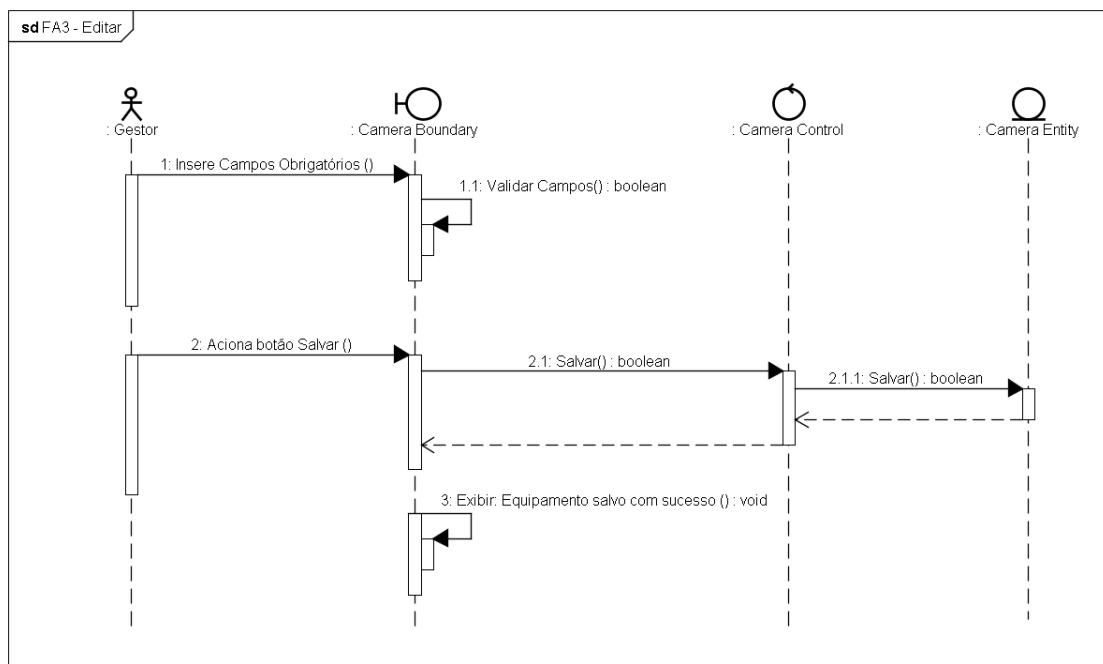 sd FA3 - Editar
: Gestor
: Camera Boundary
: Camera Control
: Camera Entity
1: Insere Campos Obrigatórios ()
1.1: Validar Campos() : boolean
2: Aciona botão Salvar ()
2.1: Salvar() : boolean
2.1.1: Salvar() : boolean
3: Exibir: Equipamento salvo com sucesso () : void